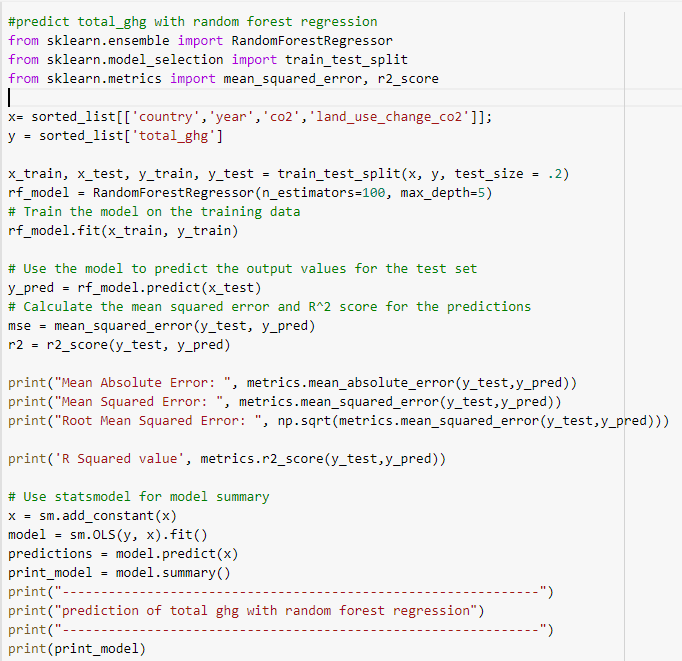 #predict total_ghg with random forest regression
from sklearn.ensemble import RandomForestRegressor
from sklearn.model_selection import train_test_split
from sklearn.metrics import mean_squared_error, r2_score
x= sorted_list[['country','year','co2','land_use_change_co2']];
y = sorted_list['total_ghg']
x_train, x_test, y_train, y_test = train_test_split(x, y, test_size = .2)
rf_model = RandomForestRegressor(n_estimators=100, max_depth=5)
# Train the model on the training data
rf_model.fit(x_train, y_train)
# Use the model to predict the output values for the test set
y_pred = rf_model.predict(x_test)
# Calculate the mean squared error and R^2 score for the predictions
mse = mean_squared_error(y_test, y_pred)
r2 = r2_score(y_test, y_pred)
print("Mean Absolute Error: ", metrics.mean_absolute_error(y_test,y_pred))
print("Mean Squared Error: ", metrics.mean_squared_error(y_test,y_pred))
print("Root Mean Squared Error: ", np.sqrt(metrics.mean_squared_error(y_test,y_pred)))
print('R Squared value', metrics.r2_score(y_test,y_pred))
# Use statsmodel for model summary
x = sm.add_constant(x)
model = sm.OLS(y, x).fit()
predictions = model.predict(x)
print_model = model.summary()
print("--------------------------------------------------------------")
print("prediction of total ghg with random forest regression")
print("--------------------------------------------------------------")
print(print_model)